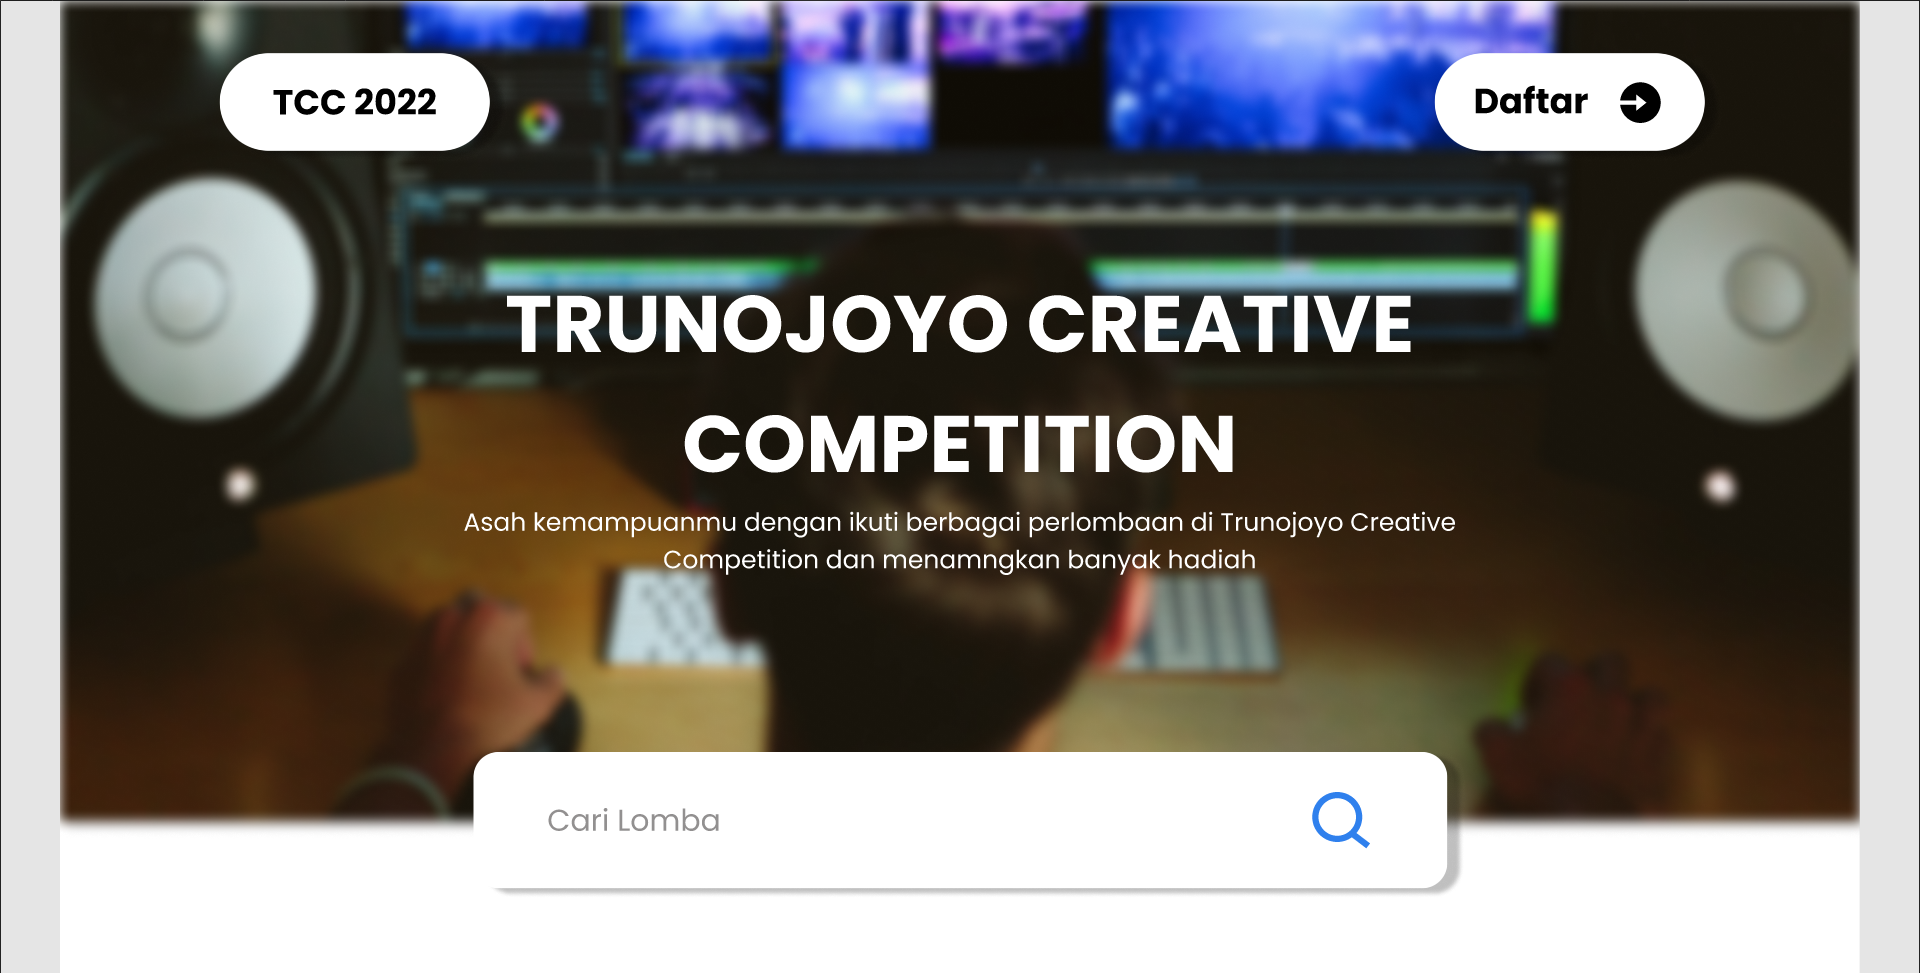 TCC 2022
Daftar
TRUNOJOYO CREATIVE
COMPETITION
Asah kemampuanmu dengan ikuti berbagai perlombaan di Trunojoyo Creative
Competition dan menamngkan banyak hadiah
Cari Lomba